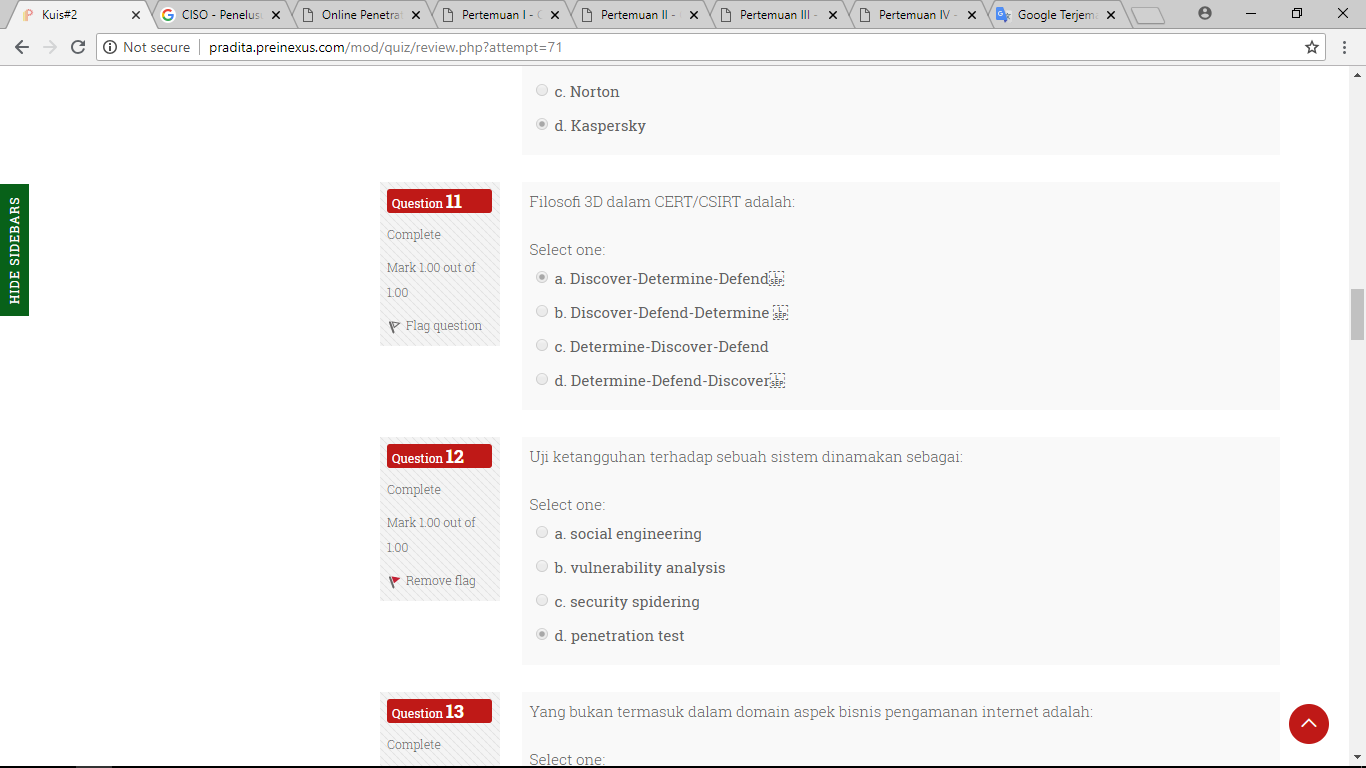 Kuis#2
CISO - Penelus
Online Penetra
Pertemuan I -
Pertemuan II -
Pertemuan III -
Pertemuan IV -
Google Terjem
Not secure
pradita.preinexus.com/mod/quiz/review.php?attempt=71
HIDE SIDEBARS
c. Norton
d. Kaspersky
Question 11
Complete
Mark 1.00 out of
1.00
Flag question
Filosofi 3D dalam CERT/CSIRT adalah:
Select one:
a. Discover-Determine-Defend
b. Discover-Defend-Determine
c. Determine-Discover-Defend
d. Determine-Defend-Discover
Question 12
Complete
Mark 1.00 out of
1.00
Remove flag
Uji ketangguhan terhadap sebuah sistem dinamakan sebagai:
Select one:
a. social engineering
b. vulnerability analysis
c. security spidering
d. penetration test
Question 13
Complete
Yang bukan termasuk dalam domain aspek bisnis pengamanan internet adalah:
Select one: